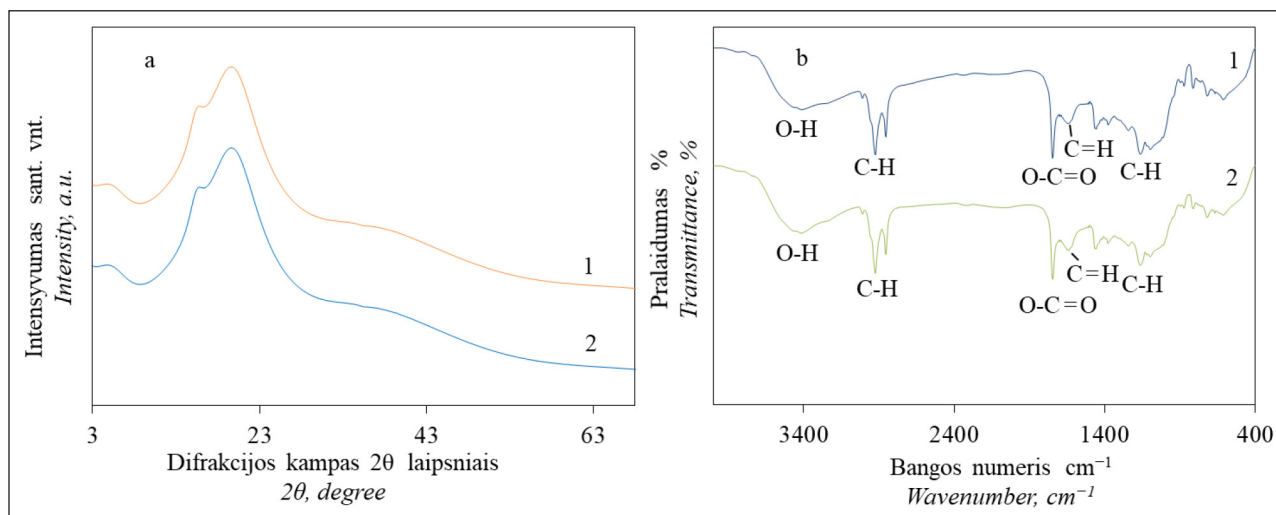 a
1
2
Intensyvumas sant. vnt.
Intensity, a.u.
3
23
43
63
Difrakcijos kampas 2θ laipsniais
2θ, degree
b
1
O-H
C-H
O-C=O
C=H
C-H
2
O-H
C-H
O-C=O
C=H
C-H
Pralaidumas %
Transmittance, %
3400
2400
1400
400
Bangos numeris cm⁻¹
Wavenumber, cm⁻¹